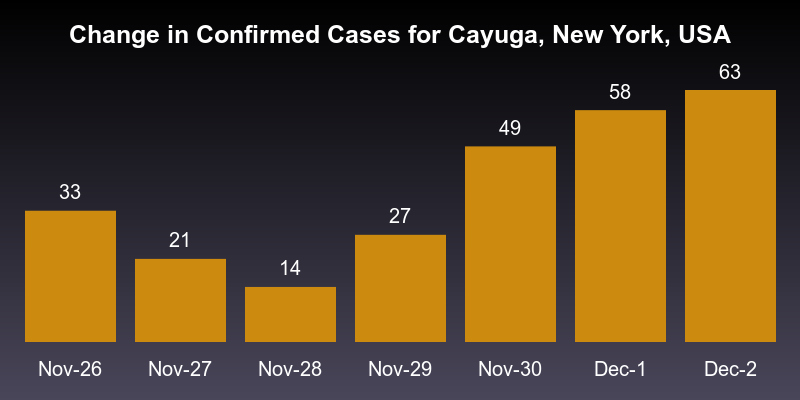 Change in Confirmed Cases for Cayuga, New York, USA
33
21
14
27
49
58
63
Nov-26
Nov-27
Nov-28
Nov-29
Nov-30
Dec-1
Dec-2